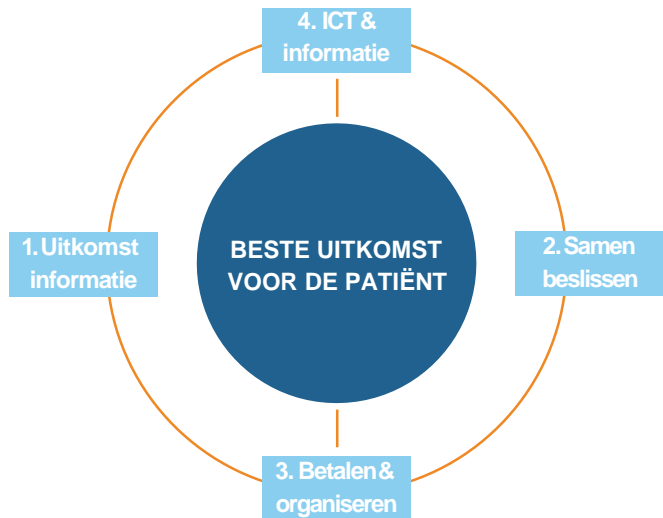 4. ICT &
informatie
1. Uitkomst
informatie
BESTE UITKOMST
VOOR DE PATIËNT
2. Samen
beslissen
3. Betalen &
organiseren